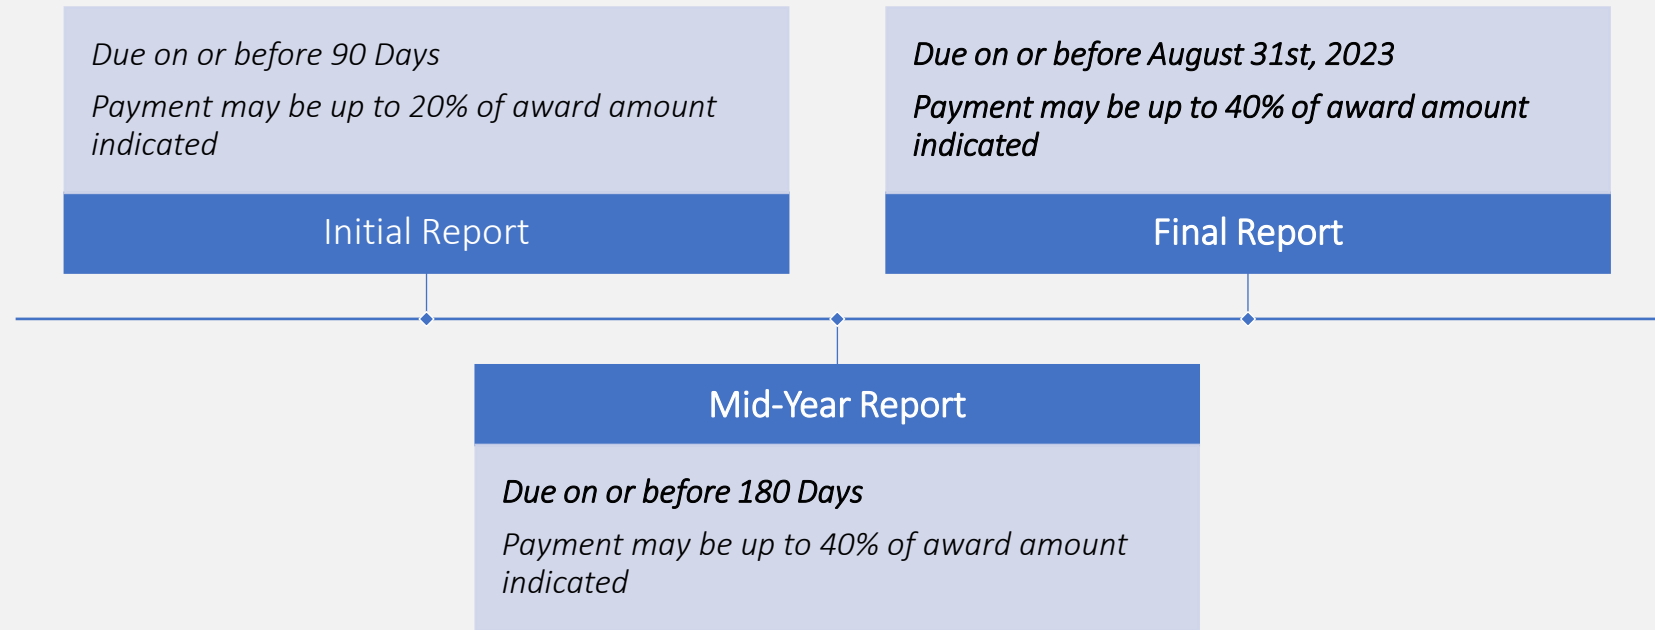 Due on or before 90 Days
Payment may be up to 20% of award amount
indicated
Initial Report
Due on or before August 31st, 2023
Payment may be up to 40% of award amount
indicated
Final Report
Mid-Year Report
Due on or before 180 Days
Payment may be up to 40% of award amount
indicated